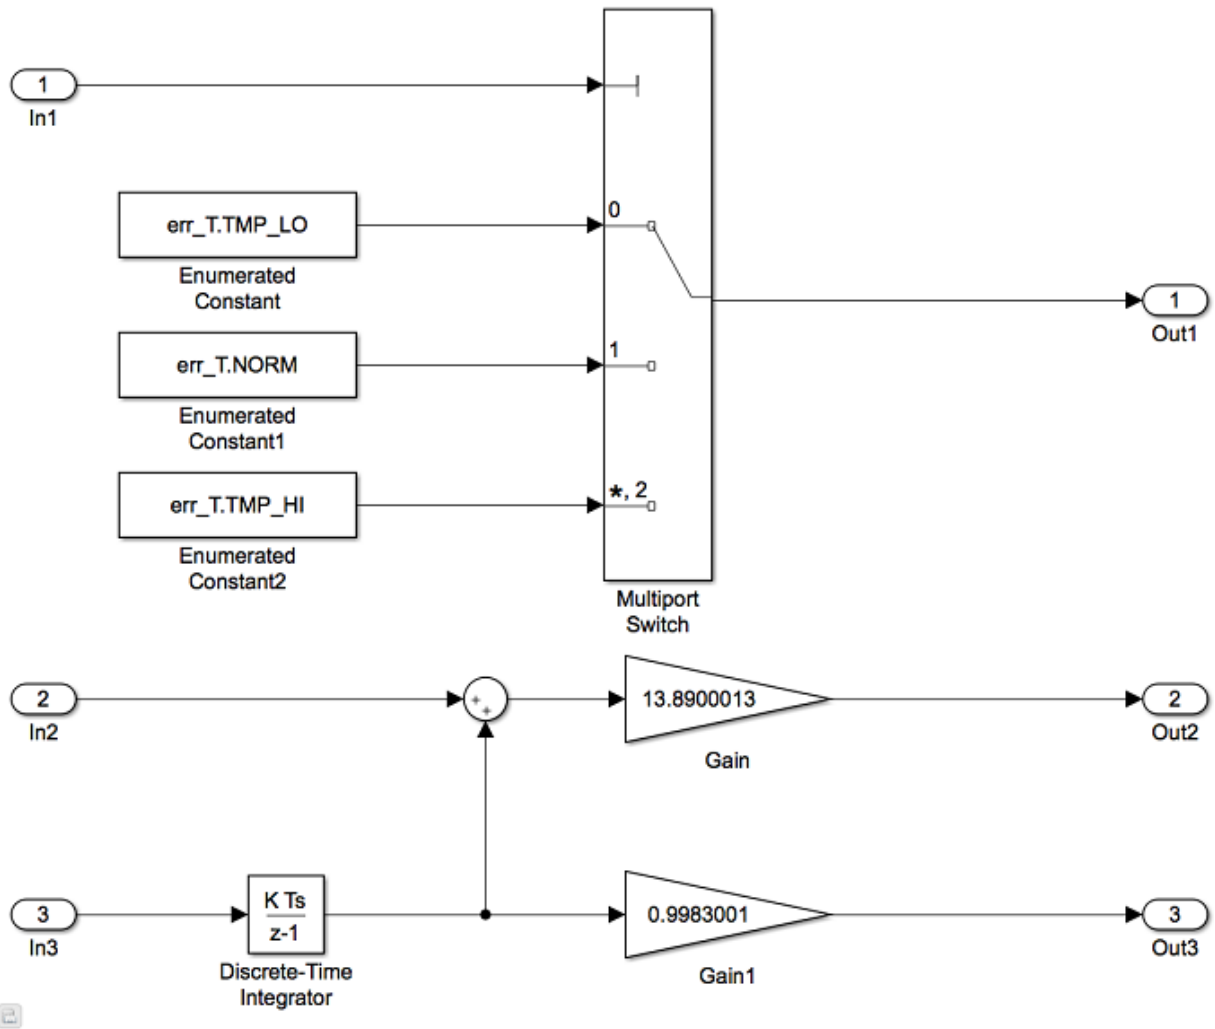 1
In1
0
err_T.TMP_LO
Enumerated
Constant
1
Out1
1
err_T.NORM
Enumerated
Constant1
*, 2
err_T.TMP_HI
Enumerated
Constant2
Multiport
Switch
2
In2
+
+
13.8900013
Gain
2
Out2
3
In3
K Ts
z-1
Discrete-Time
Integrator
0.9983001
Gain1
3
Out3